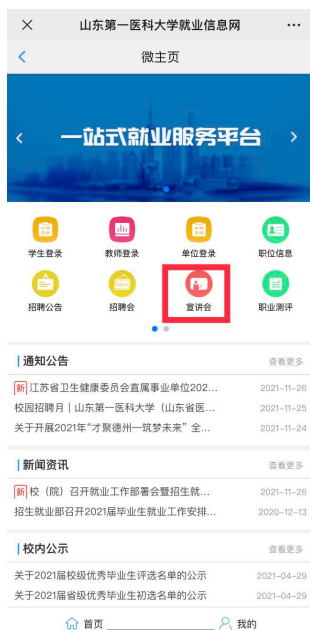 山东第一医科大学就业信息网
微主页
一站式就业服务平台
学生登录 教师登录 单位登录 职位信息
招聘公告 招聘会 宣讲会 职业测评
通知公告 查看更多
新 江苏省卫生健康委员会直属事业单位202... 2021-11-26
校园招聘月 | 山东第一医科大学（山东省医... 2021-11-25
关于开展2021年“才聚德州—筑梦未来”全... 2021-11-24
新闻资讯 查看更多
新 校（院）召开就业工作部署会暨招生就... 2021-11-26
招生就业部召开2021届毕业生就业工作安排... 2020-12-13
校内公示 查看更多
关于2021届校级优秀毕业生评选名单的公示 2021-04-29
关于2021届省级优秀毕业生初选名单的公示 2021-04-29
首页 我的